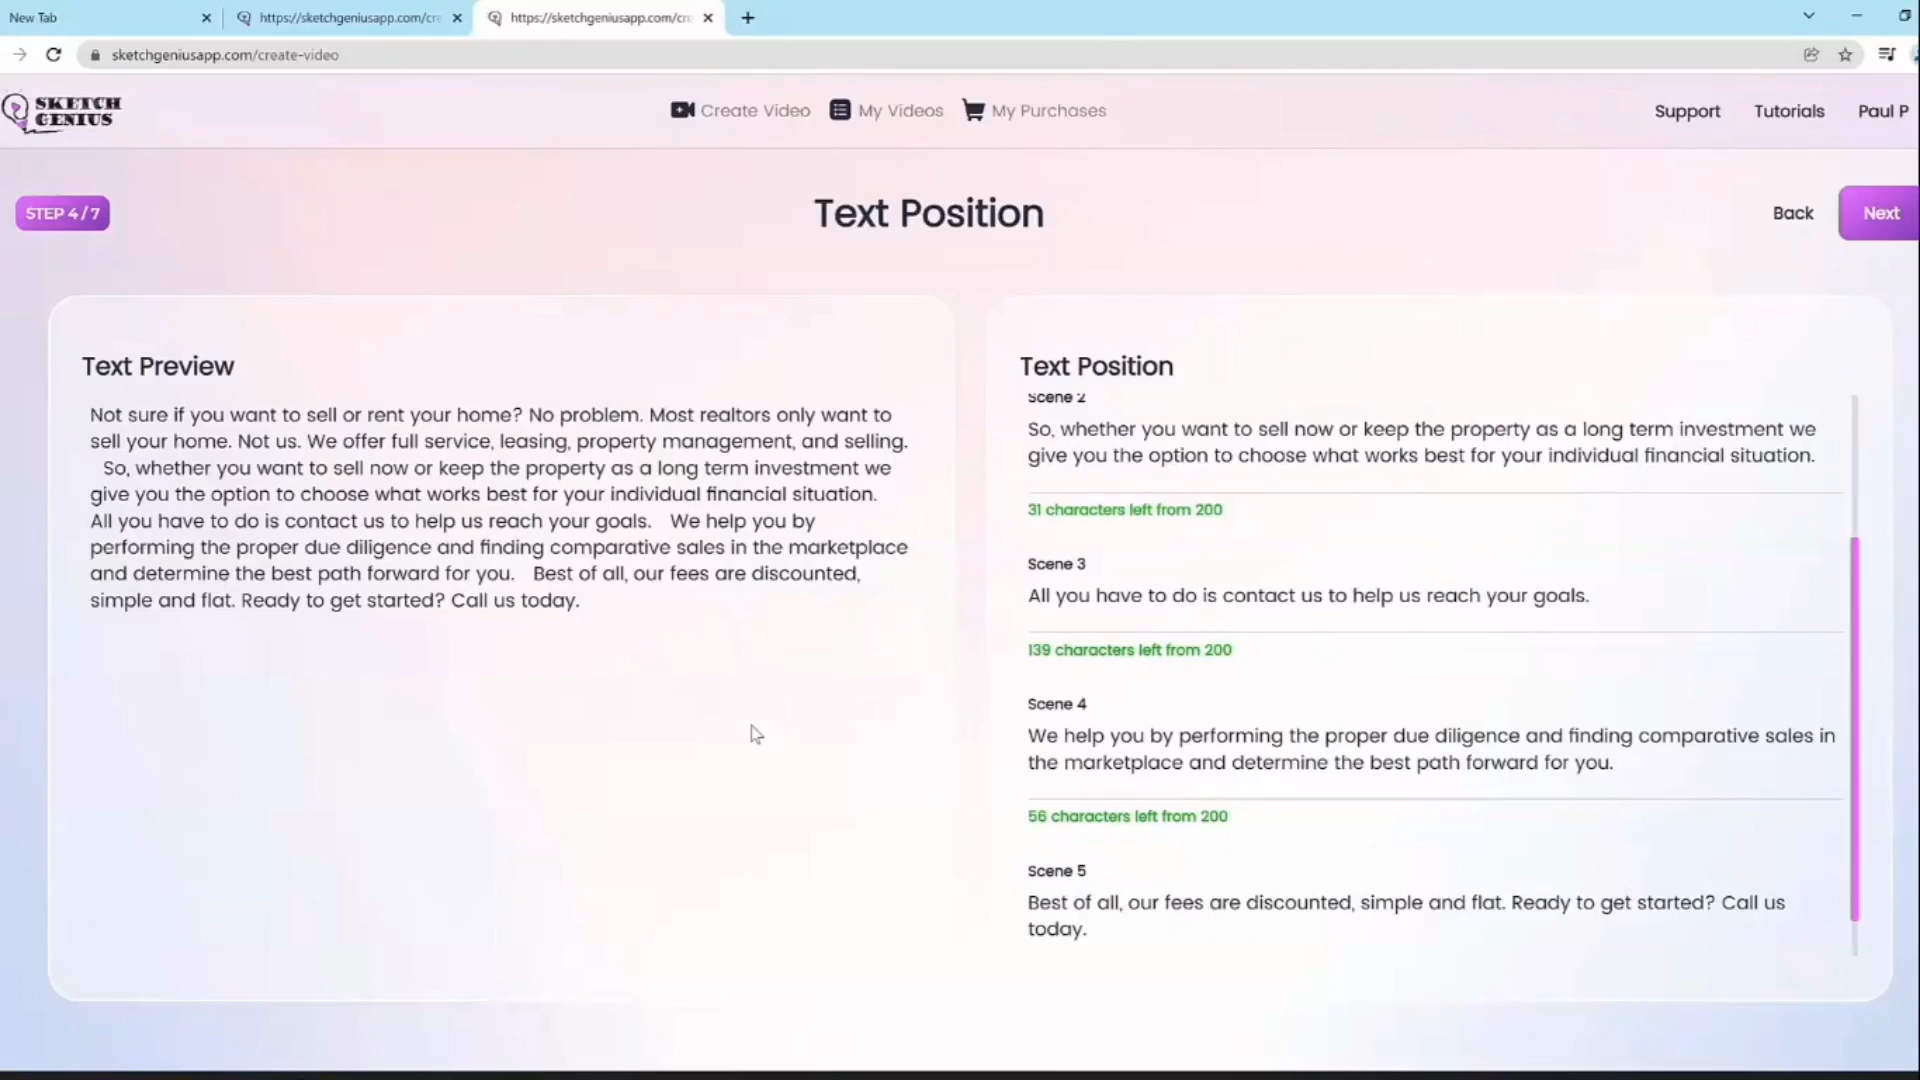 New Tab
https://sketchgeniusapp.com/cre
https://sketchgeniusapp.com/cre
sketchgeniusapp.com/create-video
SKETCH
GENIUS
Create Video
My Videos
My Purchases
Support
Tutorials
Paul P
STEP 4 / 7
Text Position
Back
Next
Text Preview
Not sure if you want to sell or rent your home? No problem. Most realtors only want to
sell your home. Not us. We offer full service, leasing, property management, and selling.
So, whether you want to sell now or keep the property as a long term investment we
give you the option to choose what works best for your individual financial situation.
All you have to do is contact us to help us reach your goals. We help you by
performing the proper due diligence and finding comparative sales in the marketplace
and determine the best path forward for you. Best of all, our fees are discounted,
simple and flat. Ready to get started? Call us today.
Text Position
Scene 2
So, whether you want to sell now or keep the property as a long term investment we
give you the option to choose what works best for your individual financial situation.
31 characters left from 200
Scene 3
All you have to do is contact us to help us reach your goals.
139 characters left from 200
Scene 4
We help you by performing the proper due diligence and finding comparative sales in
the marketplace and determine the best path forward for you.
56 characters left from 200
Scene 5
Best of all, our fees are discounted, simple and flat. Ready to get started? Call us
today.